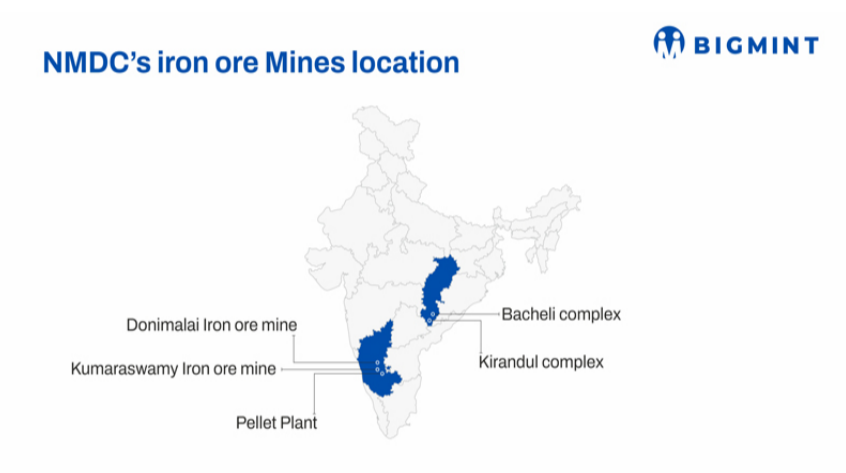 NMDC's iron ore Mines location
BIGMINT
Donimalai Iron ore mine
Kumaraswamy Iron ore mine
Pellet Plant
Bacheli complex
Kirandul complex